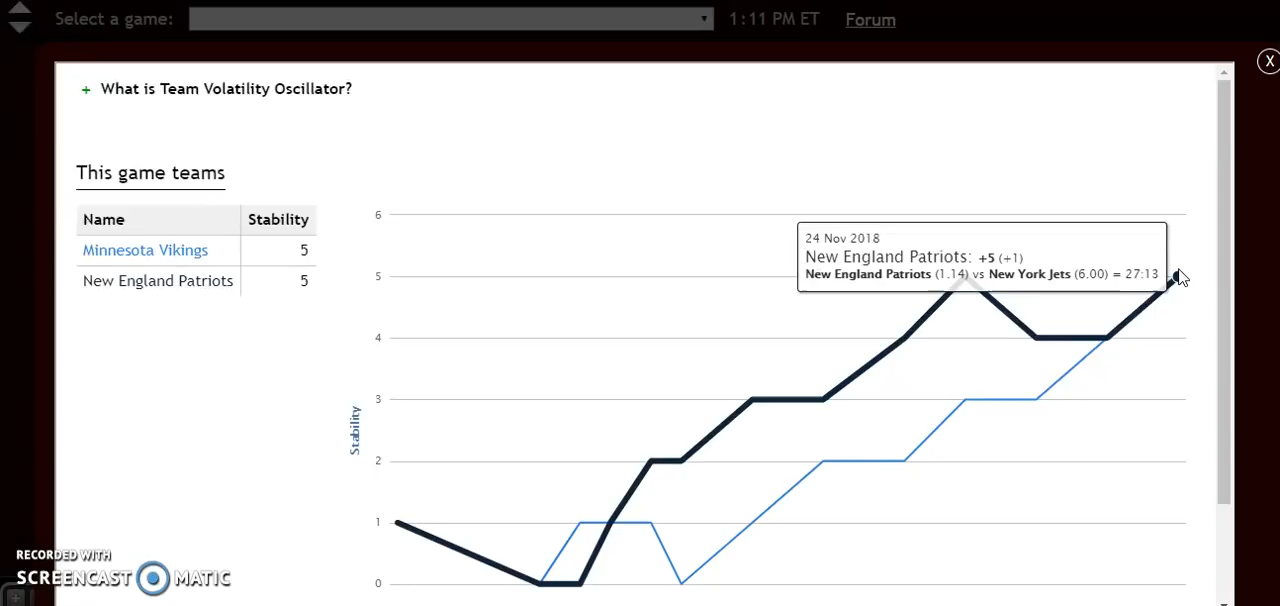 Select a game:
1:11 PM ET
Forum
X
+ What is Team Volatility Oscillator?
This game teams
Name Stability
Minnesota Vikings 5
New England Patriots 5
Stability
6
5
4
3
2
1
0
24 Nov 2018
New England Patriots: +5 (+1)
New England Patriots (1.14) vs New York Jets (6.00) = 27:13
RECORDED WITH
SCREENCAST MATIC